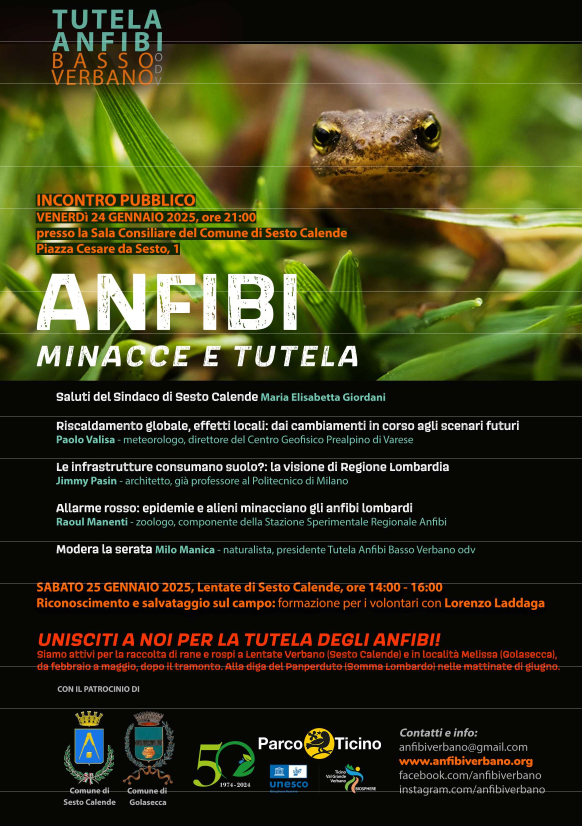 TUTELA
ANFIBI
BASSO
VERBANO
ODV
INCONTRO PUBBLICO
VENERDÌ 24 GENNAIO 2025, ore 21:00
presso la Sala Consiliare del Comune di Sesto Calende
Piazza Cesare da Sesto, 1
ANFIBI
MINACCE E TUTELA
Saluti del Sindaco di Sesto Calende Maria Elisabetta Giordani
Riscaldamento globale, effetti locali: dai cambiamenti in corso agli scenari futuri
Paolo Valisa - meteorologo, direttore del Centro Geofisico Prealpino di Varese
Le infrastrutture consumano suolo?: la visione di Regione Lombardia
Jimmy Pasin - architetto, già professore al Politecnico di Milano
Allarme rosso: epidemie e alieni minacciano gli anfibi lombardi
Raoul Manenti - zoologo, componente della Stazione Sperimentale Regionale Anfibi
Modera la serata Milo Manica - naturalista, presidente Tutela Anfibi Basso Verbano odv
SABATO 25 GENNAIO 2025, Lentate di Sesto Calende, ore 14:00 - 16:00
Riconoscimento e salvataggio sul campo: formazione per i volontari con Lorenzo Laddaga
UNISCITI A NOI PER LA TUTELA DEGLI ANFIBI!
Siamo attivi per la raccolta di rane e rospi a Lentate Verbano (Sesto Calende) e in località Melissa (Golasecca),
da febbraio a maggio, dopo il tramonto. Alla diga del Panperduto (Somma Lombardo) nelle mattinate di giugno.
CON IL PATROCINIO DI
Comune di
Sesto Calende
Comune di
Golasecca
50
1974-2024
Parco Ticino
unesco
Ticino
Val Grande
Verbano
BIOSPHERE
Contatti e info:
anfibiverbano@gmail.com
www.anfibiverbano.org
facebook.com/anfibiverbano
instagram.com/anfibiverbano